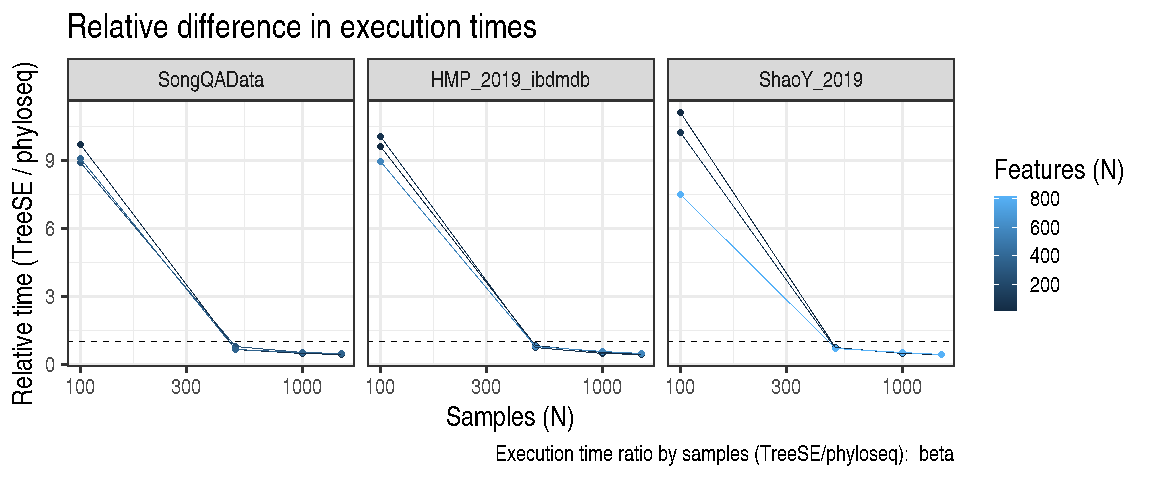 Relative difference in execution times
SongQAData
HMP_2019_ibdmdb
ShaoY_2019
Relative time (TreeSE / phyloseq)
9
6
3
0
100
300
1000
100
300
1000
100
300
1000
Samples (N)
Features (N)
800
600
400
200
Execution time ratio by samples (TreeSE/phyloseq): beta